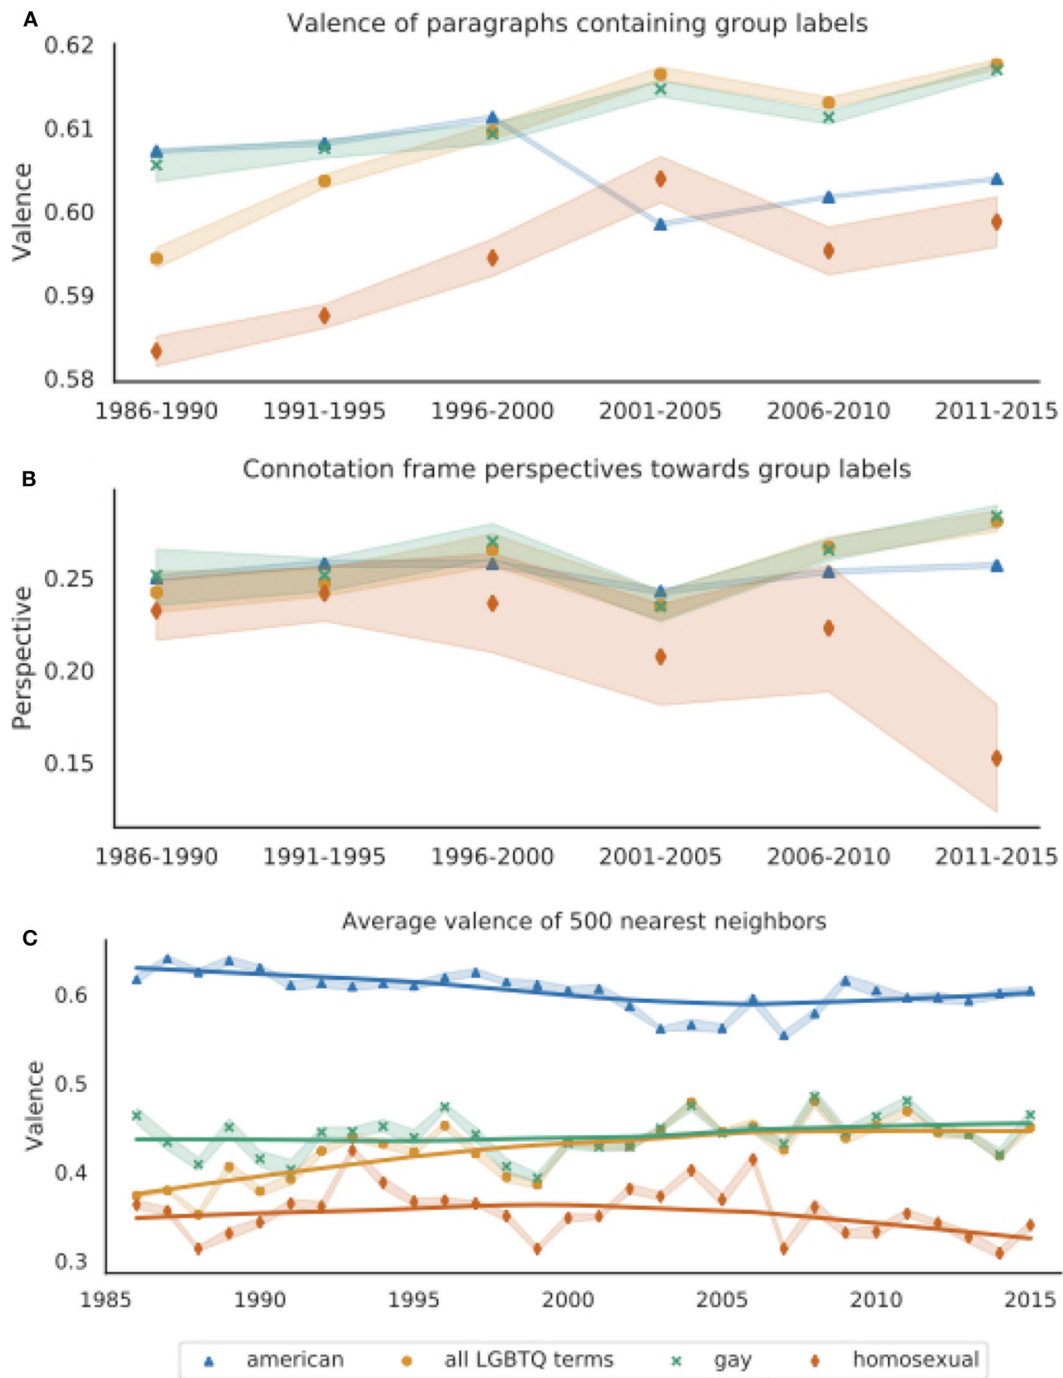 A
Valence of paragraphs containing group labels
0.62
0.61
0.60
0.59
0.58
Valence
1986-1990 1991-1995 1996-2000 2001-2005 2006-2010 2011-2015
B
Connotation frame perspectives towards group labels
0.25
0.20
0.15
Perspective
1986-1990 1991-1995 1996-2000 2001-2005 2006-2010 2011-2015
C
Average valence of 500 nearest neighbors
0.6
0.5
0.4
0.3
Valence
1985 1990 1995 2000 2005 2010 2015
american all LGBTQ terms gay homosexual